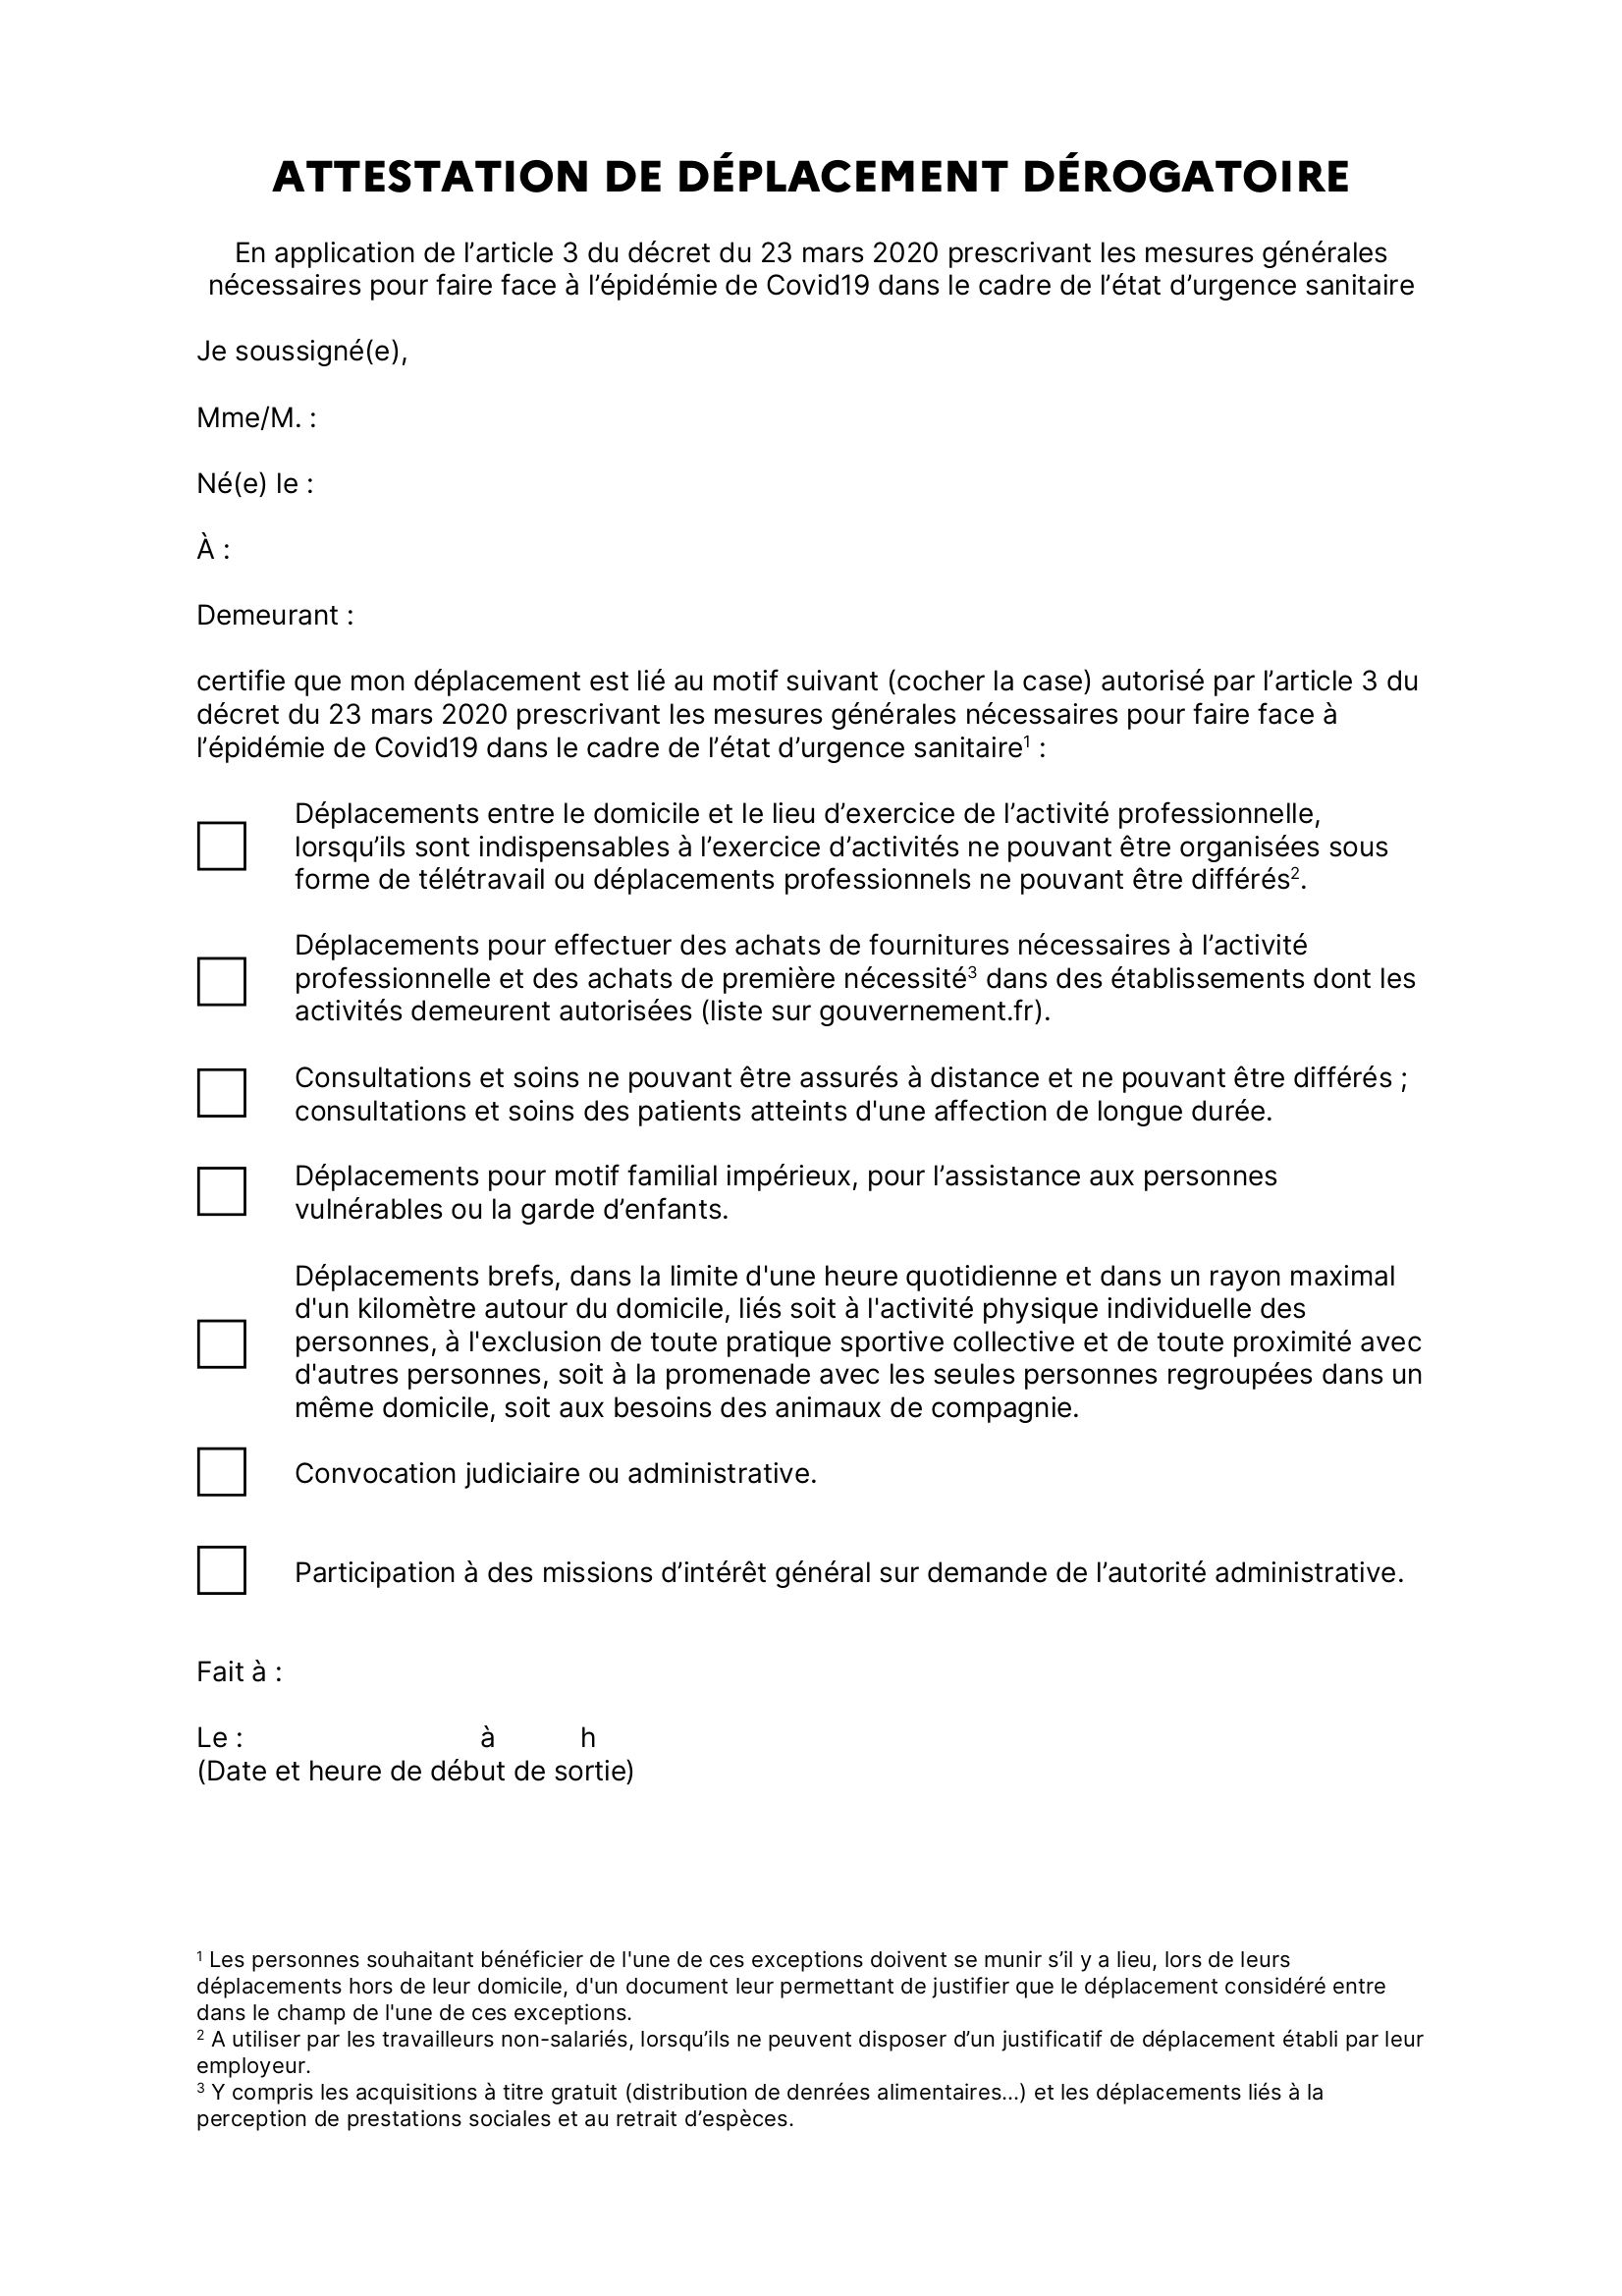 ATTESTATION DE DÉPLACEMENT DÉROGATOIRE
En application de l’article 3 du décret du 23 mars 2020 prescrivant les mesures générales
nécessaires pour faire face à l’épidémie de Covid19 dans le cadre de l’état d’urgence sanitaire
Je soussigné(e),
Mme/M. :
Né(e) le :
À :
Demeurant :
certifie que mon déplacement est lié au motif suivant (cocher la case) autorisé par l’article 3 du
décret du 23 mars 2020 prescrivant les mesures générales nécessaires pour faire face à
l’épidémie de Covid19 dans le cadre de l’état d’urgence sanitaire¹ :
Déplacements entre le domicile et le lieu d’exercice de l’activité professionnelle,
lorsqu’ils sont indispensables à l’exercice d’activités ne pouvant être organisées sous
forme de télétravail ou déplacements professionnels ne pouvant être différés².
Déplacements pour effectuer des achats de fournitures nécessaires à l’activité
professionnelle et des achats de première nécessité³ dans des établissements dont les
activités demeurent autorisées (liste sur gouvernement.fr).
Consultations et soins ne pouvant être assurés à distance et ne pouvant être différés ;
consultations et soins des patients atteints d'une affection de longue durée.
Déplacements pour motif familial impérieux, pour l’assistance aux personnes
vulnérables ou la garde d’enfants.
Déplacements brefs, dans la limite d'une heure quotidienne et dans un rayon maximal
d'un kilomètre autour du domicile, liés soit à l'activité physique individuelle des
personnes, à l'exclusion de toute pratique sportive collective et de toute proximité avec
d'autres personnes, soit à la promenade avec les seules personnes regroupées dans un
même domicile, soit aux besoins des animaux de compagnie.
Convocation judiciaire ou administrative.
Participation à des missions d’intérêt général sur demande de l’autorité administrative.
Fait à :
Le : à h
(Date et heure de début de sortie)
¹ Les personnes souhaitant bénéficier de l'une de ces exceptions doivent se munir s’il y a lieu, lors de leurs
déplacements hors de leur domicile, d'un document leur permettant de justifier que le déplacement considéré entre
dans le champ de l'une de ces exceptions.
² A utiliser par les travailleurs non-salariés, lorsqu’ils ne peuvent disposer d’un justificatif de déplacement établi par leur
employeur.
³ Y compris les acquisitions à titre gratuit (distribution de denrées alimentaires…) et les déplacements liés à la
perception de prestations sociales et au retrait d’espèces.